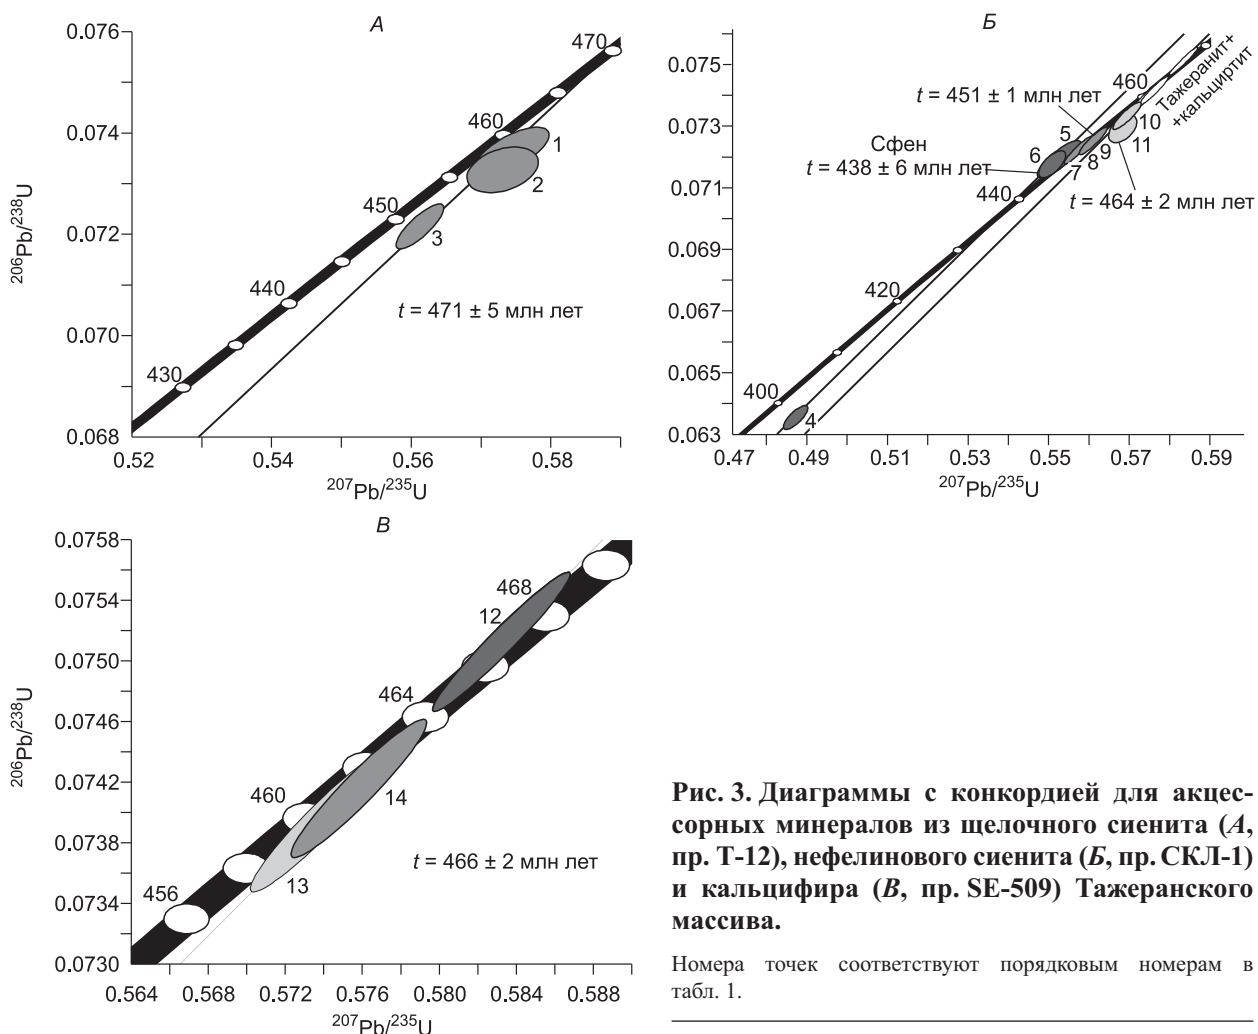 А
0.076
0.074
0.072
0.070
0.068
206Pb/238U
470
460
450
440
430
1
2
3
t = 471 ± 5 млн лет
0.52
0.54
0.56
0.58
207Pb/235U
Б
0.075
0.073
0.071
0.069
0.067
0.065
0.063
460
440
420
400
t = 451 ± 1 млн лет
Сфен
t = 438 ± 6 млн лет
Тажеранит+
+кальциртит
5
6
7
8
9
10
11
4
t = 464 ± 2 млн лет
0.47
0.49
0.51
0.53
0.55
0.57
0.59
207Pb/235U
В
0.0758
0.0754
0.0750
0.0746
0.0742
0.0738
0.0734
0.0730
206Pb/238U
468
464
460
456
12
14
13
t = 466 ± 2 млн лет
0.564
0.568
0.572
0.576
0.580
0.584
0.588
207Pb/235U
Рис. 3. Диаграммы с конкордией для акцес-
сорных минералов из щелочного сиенита (А,
пр. Т-12), нефелинового сиенита (Б, пр. СКЛ-1)
и кальцифира (В, пр. SE-509) Тажеранского
массива.
Номера точек соответствуют порядковым номерам в
табл. 1.